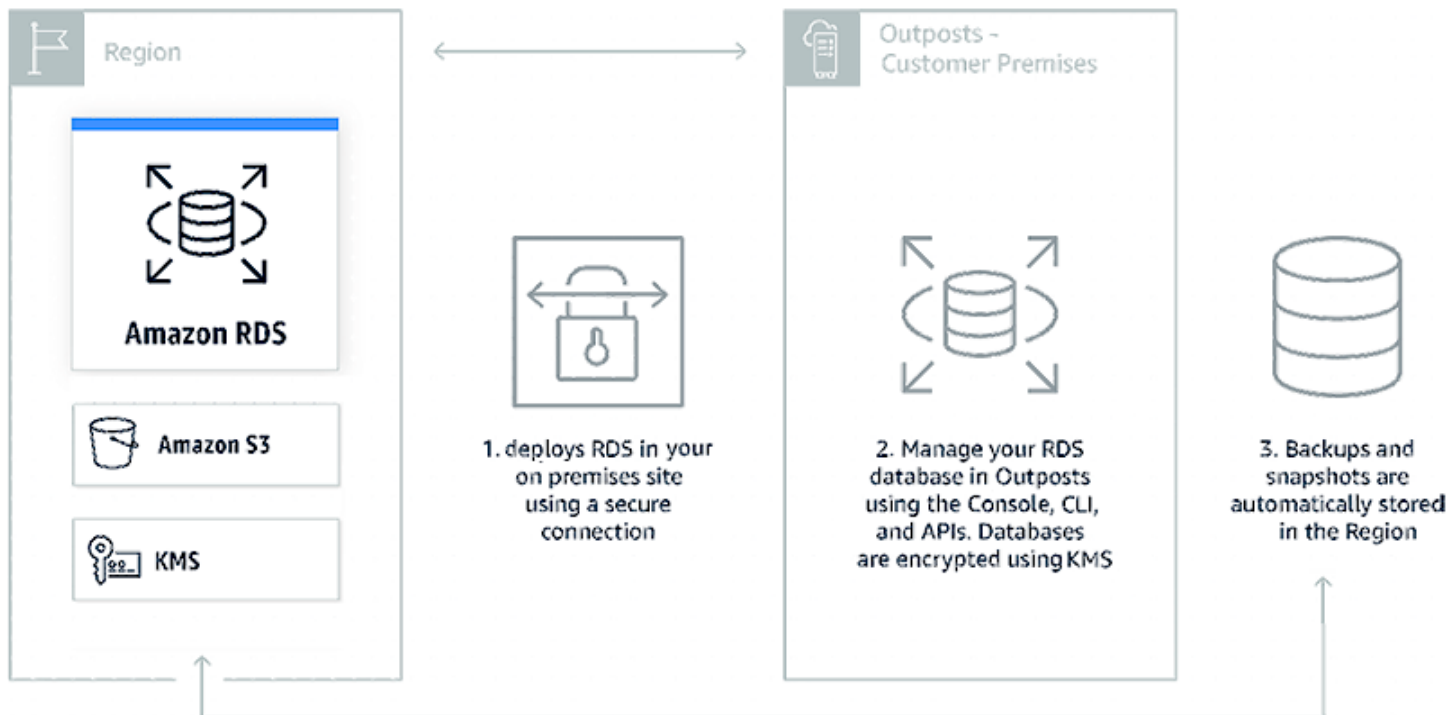 Region
Outposts -
Customer Premises
Amazon RDS
Amazon S3
KMS
1. deploys RDS in your
on premises site
using a secure
connection
2. Manage your RDS
database in Outposts
using the Console, CLI,
and APIs. Databases
are encrypted using KMS
3. Backups and
snapshots are
automatically stored
in the Region